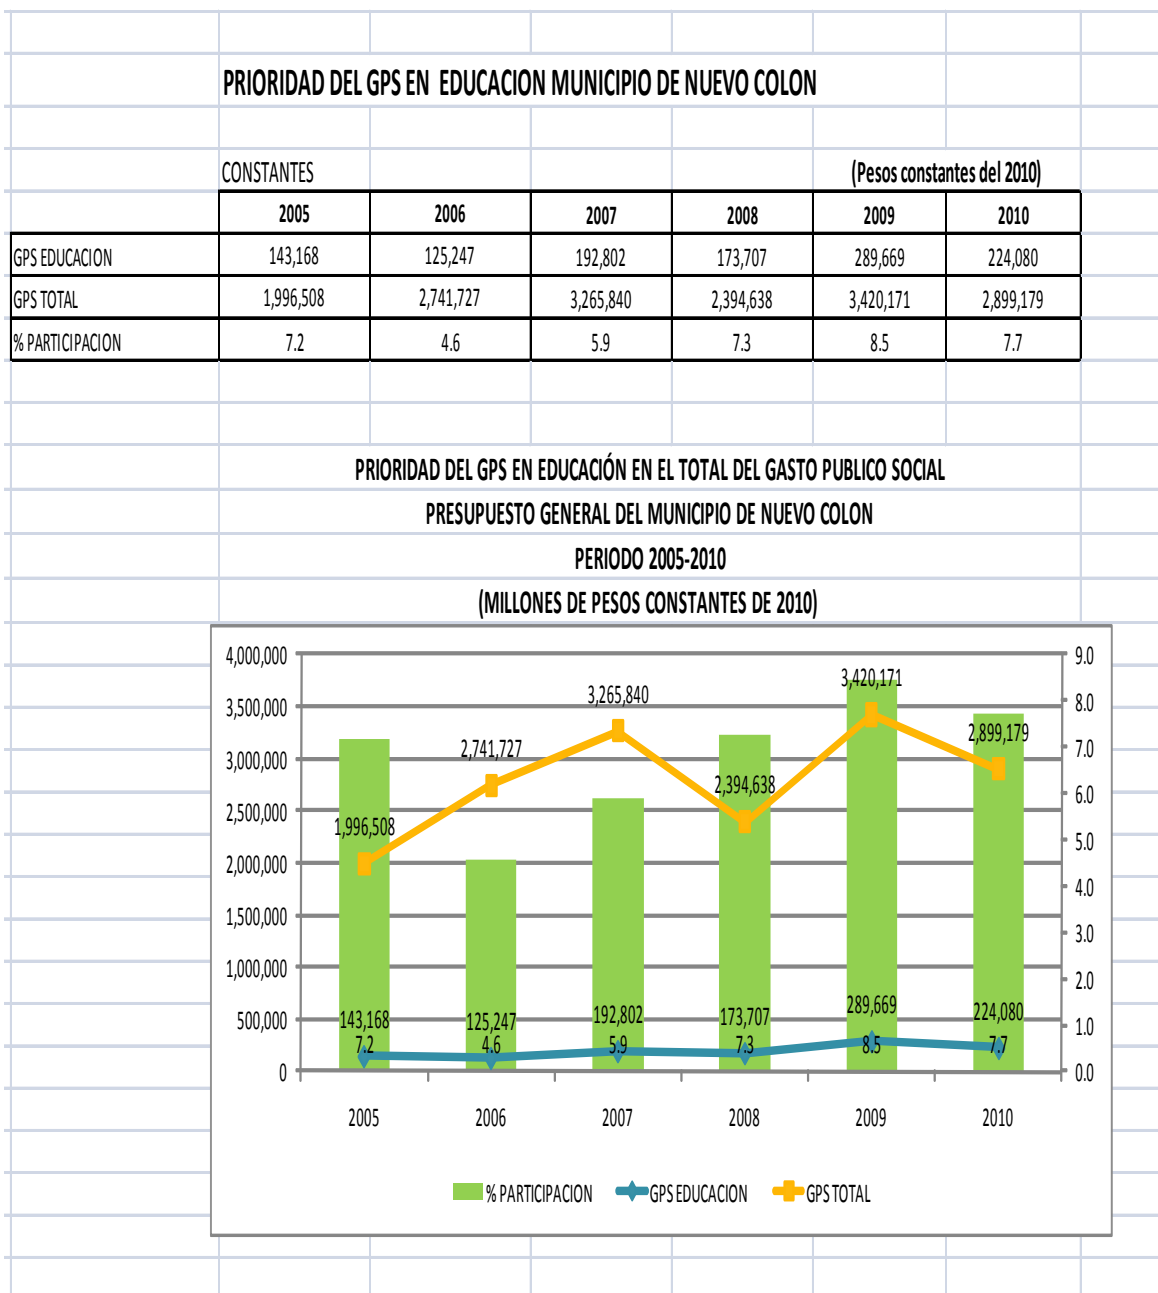 PRIORIDAD DEL GPS EN EDUCACION MUNICIPIO DE NUEVO COLON
CONSTANTES (Pesos constantes del 2010)
2005 2006 2007 2008 2009 2010
GPS EDUCACION 143,168 125,247 192,802 173,707 289,669 224,080
GPS TOTAL 1,996,508 2,741,727 3,265,840 2,394,638 3,420,171 2,899,179
% PARTICIPACION 7.2 4.6 5.9 7.3 8.5 7.7
PRIORIDAD DEL GPS EN EDUCACIÓN EN EL TOTAL DEL GASTO PUBLICO SOCIAL
PRESUPUESTO GENERAL DEL MUNICIPIO DE NUEVO COLON
PERIODO 2005-2010
(MILLONES DE PESOS CONSTANTES DE 2010)
4,000,000 9.0
3,500,000 8.0
3,000,000 7.0
2,500,000 6.0
2,000,000 5.0
1,500,000 4.0
1,000,000 3.0
500,000 2.0
0 1.0
0.0
1,996,508 2,741,727 3,265,840 2,394,638 3,420,171 2,899,179
143,168 125,247 192,802 173,707 289,669 224,080
7.2 4.6 5.9 7.3 8.5 7.7
2005 2006 2007 2008 2009 2010
% PARTICIPACION GPS EDUCACION GPS TOTAL